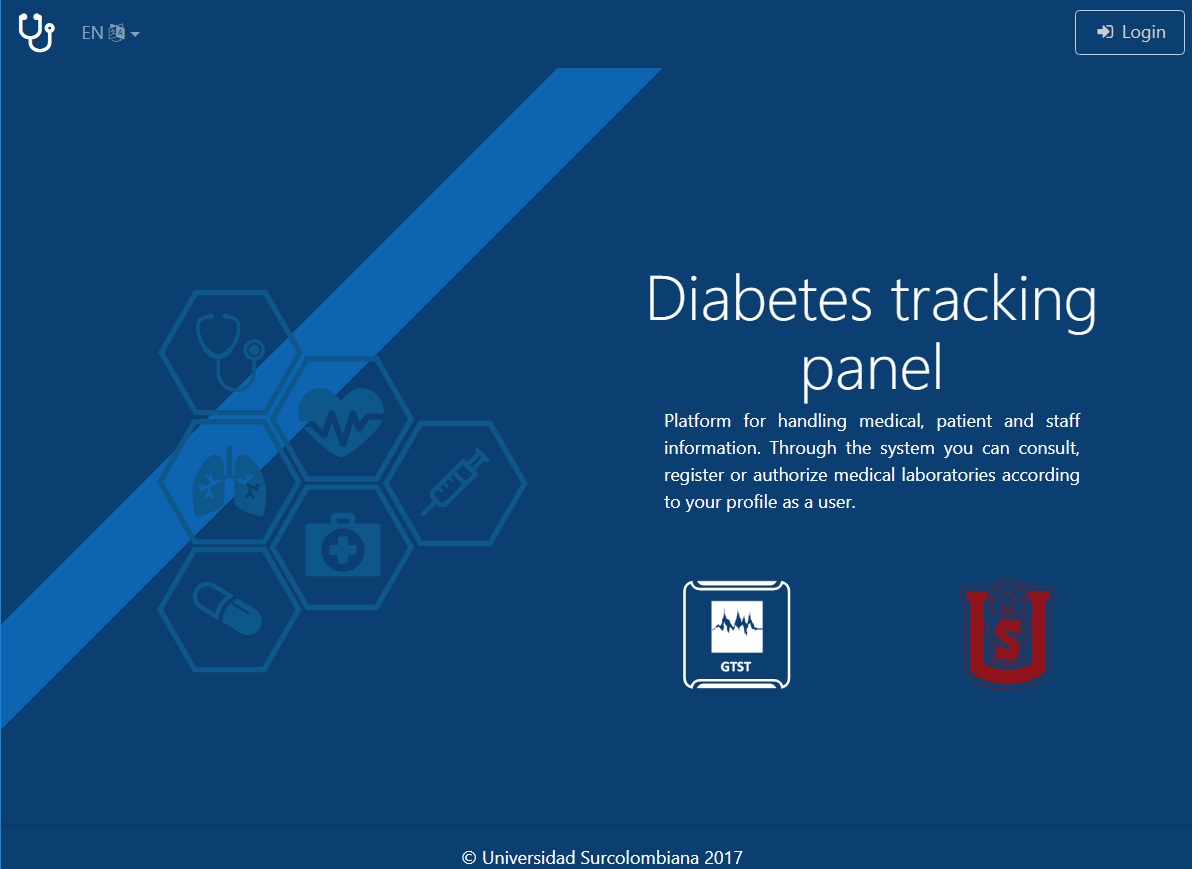 EN
Login
Diabetes tracking
panel
Platform for handling medical, patient and staff
information. Through the system you can consult,
register or authorize medical laboratories according
to your profile as a user.
GTST
U
S
© Universidad Surcolombiana 2017